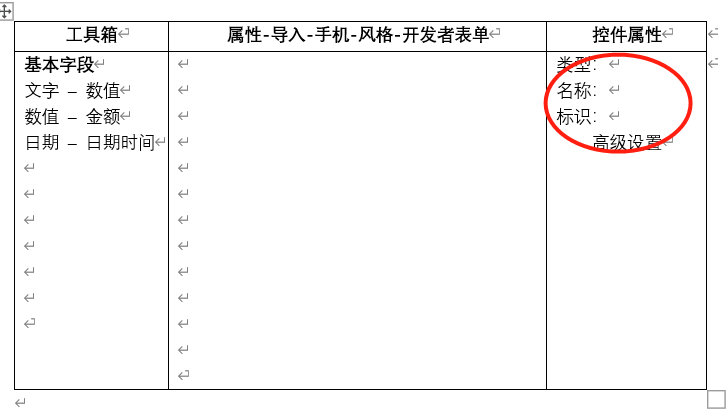 工具箱
属性-导入-手机-风格-开发者表单
控件属性
基本字段
文字 – 数值
数值 – 金额
日期 – 日期时间
类型：
名称：
标识：
高级设置